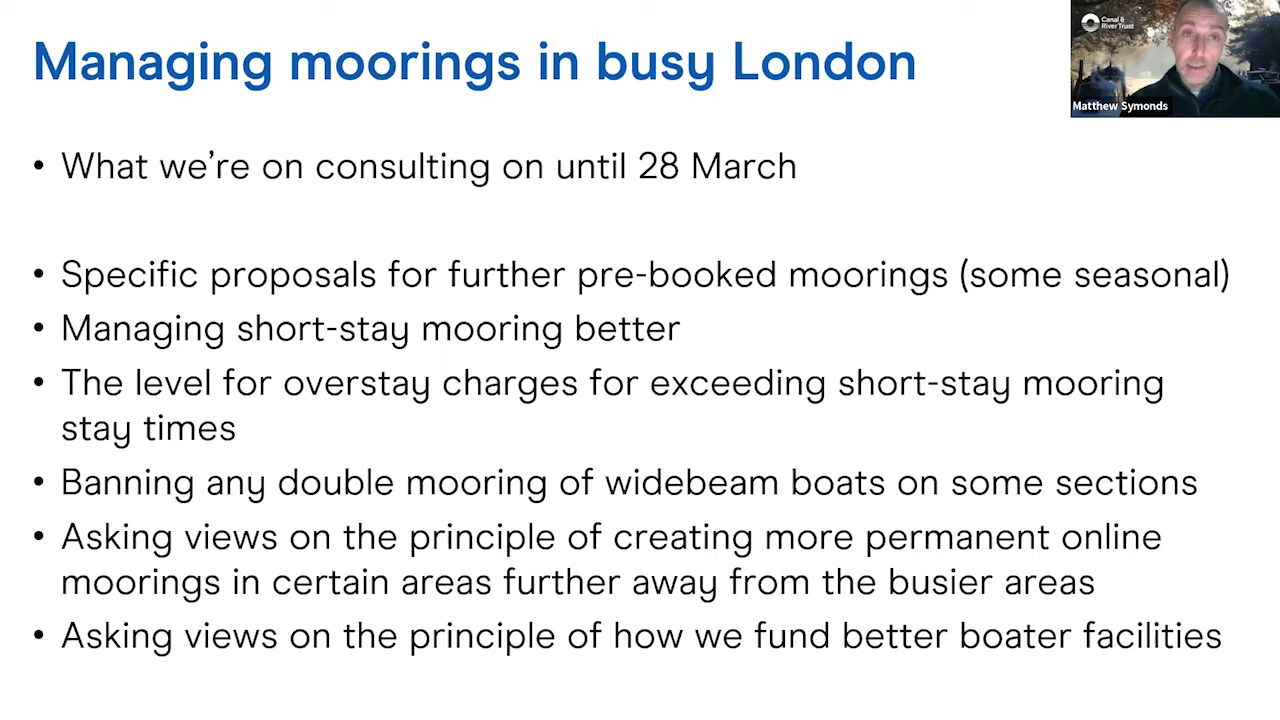 Managing moorings in busy London
Canal &
River Trust
Matthew Symonds
• What we're on consulting on until 28 March
• Specific proposals for further pre-booked moorings (some seasonal)
• Managing short-stay mooring better
• The level for overstay charges for exceeding short-stay mooring
stay times
• Banning any double mooring of widebeam boats on some sections
• Asking views on the principle of creating more permanent online
moorings in certain areas further away from the busier areas
• Asking views on the principle of how we fund better boater facilities